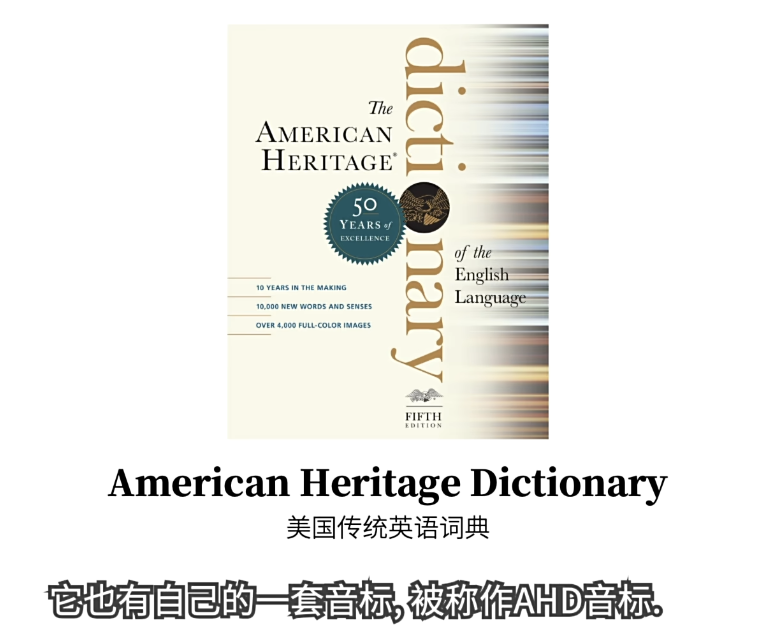 The
AMERICAN
HERITAGE®
dictionary
50
YEARS of
EXCELLENCE
of the
English
Language
10 YEARS IN THE MAKING
10,000 NEW WORDS AND SENSES
OVER 4,000 FULL-COLOR IMAGES
FIFTH
EDITION
American Heritage Dictionary
美国传统英语词典
它也有自己的一套音标,被称作AHD音标.